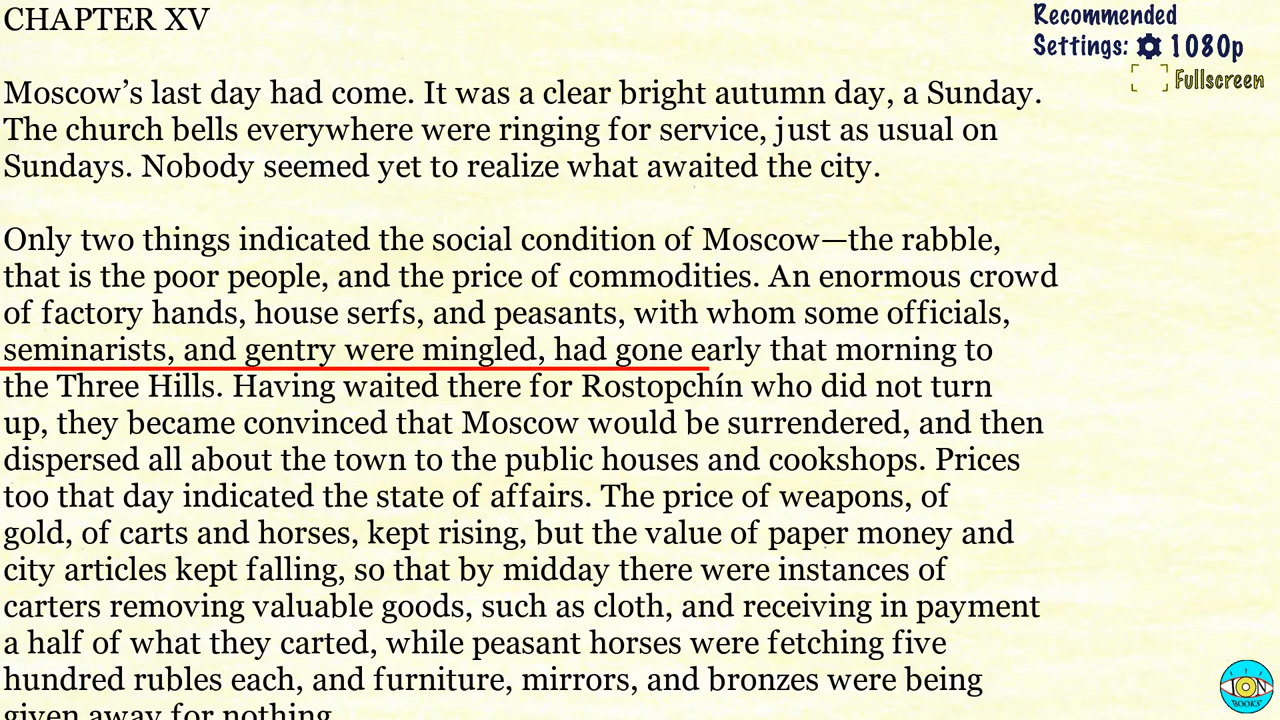 CHAPTER XV
Recommended
Settings: 1080p
Fullscreen
Moscow’s last day had come. It was a clear bright autumn day, a Sunday.
The church bells everywhere were ringing for service, just as usual on
Sundays. Nobody seemed yet to realize what awaited the city.
Only two things indicated the social condition of Moscow—the rabble,
that is the poor people, and the price of commodities. An enormous crowd
of factory hands, house serfs, and peasants, with whom some officials,
seminarists, and gentry were mingled, had gone early that morning to
the Three Hills. Having waited there for Rostopchín who did not turn
up, they became convinced that Moscow would be surrendered, and then
dispersed all about the town to the public houses and cookshops. Prices
too that day indicated the state of affairs. The price of weapons, of
gold, of carts and horses, kept rising, but the value of paper money and
city articles kept falling, so that by midday there were instances of
carters removing valuable goods, such as cloth, and receiving in payment
a half of what they carted, while peasant horses were fetching five
hundred rubles each, and furniture, mirrors, and bronzes were being
given away for nothing.
ION
BOOKS